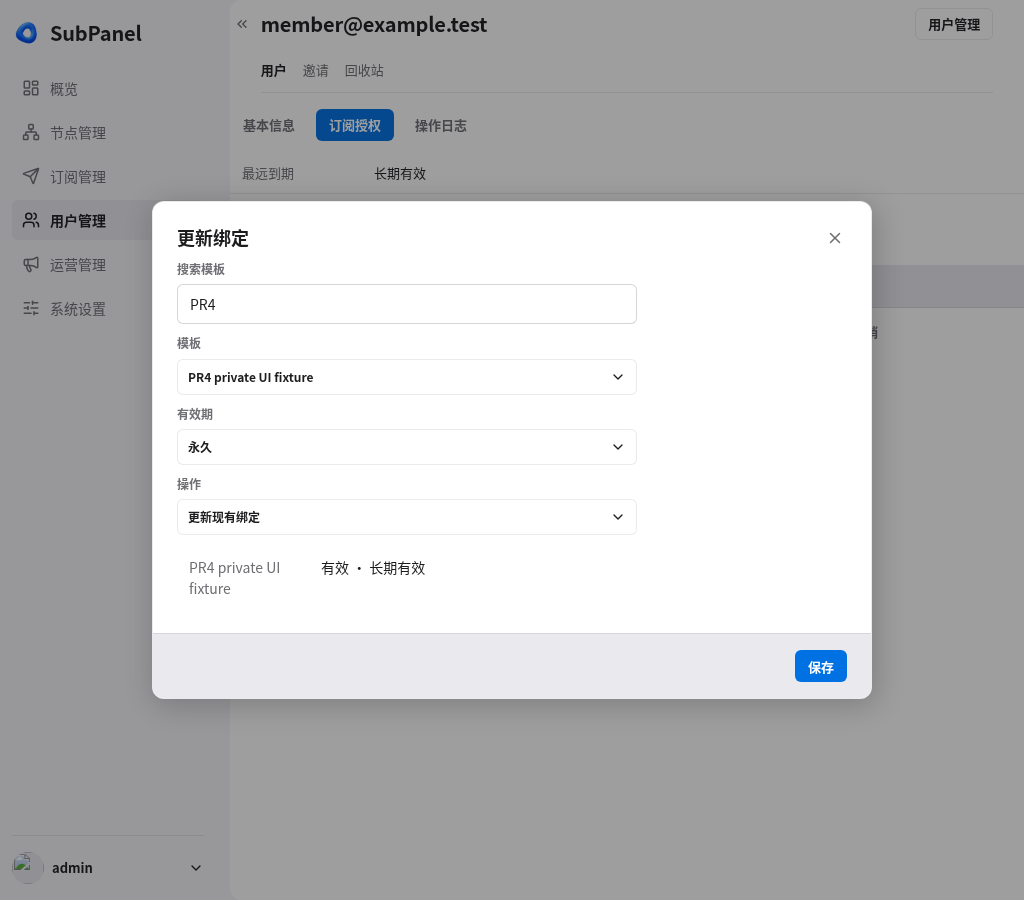 SubPanel
概览
节点管理
订阅管理
用户管理
运营管理
系统设置
admin
member@example.test
用户管理
用户 邀请 回收站
基本信息 订阅授权 操作日志
最远到期 长期有效
更新绑定
搜索模板
PR4
模板
PR4 private UI fixture
有效期
永久
操作
更新现有绑定
PR4 private UI
fixture
有效 · 长期有效
保存